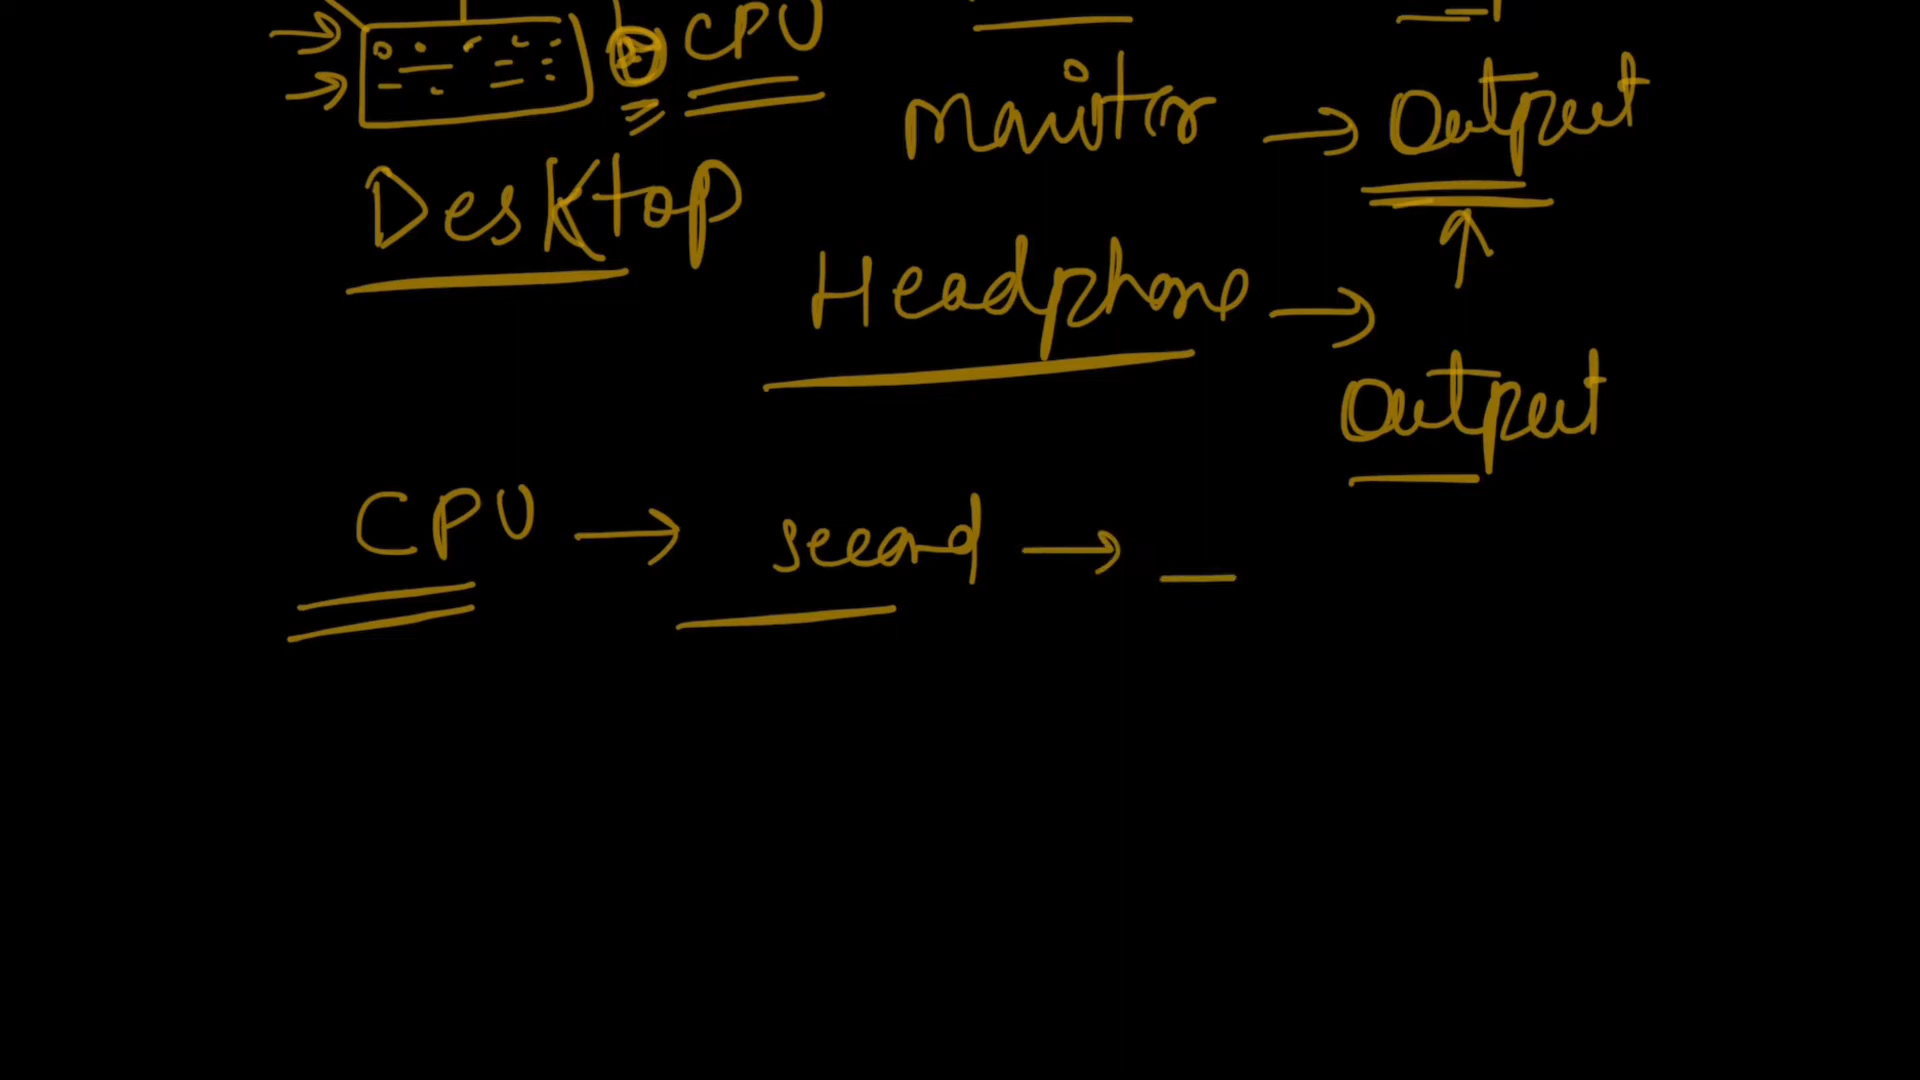 CPU
Monitor → Output
Desktop
Headphone →
Output
CPU → second → _